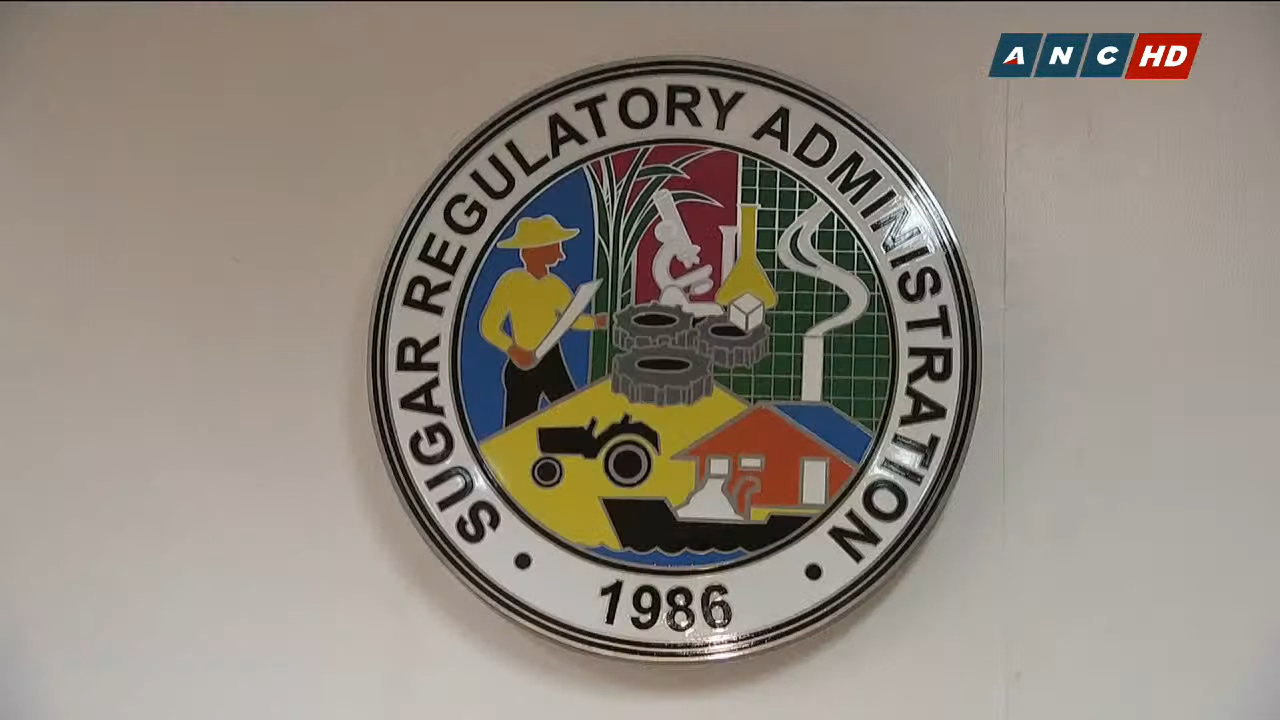 ANC HD
SUGAR REGULATORY ADMINISTRATION
• 1986 •